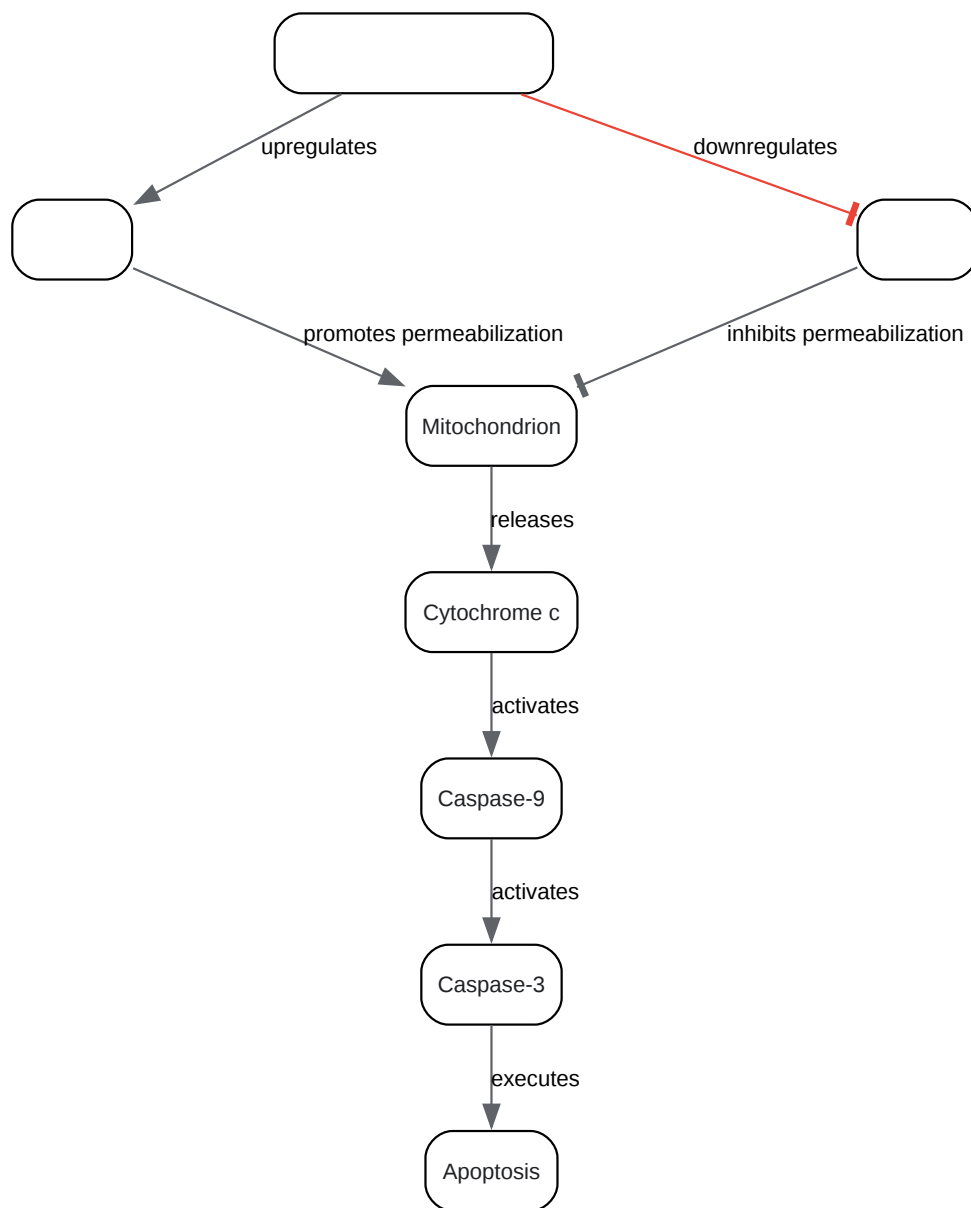 upregulates
downregulates
promotes permeabilization
inhibits permeabilization
Mitochondrion
releases
Cytochrome c
activates
Caspase-9
activates
Caspase-3
executes
Apoptosis